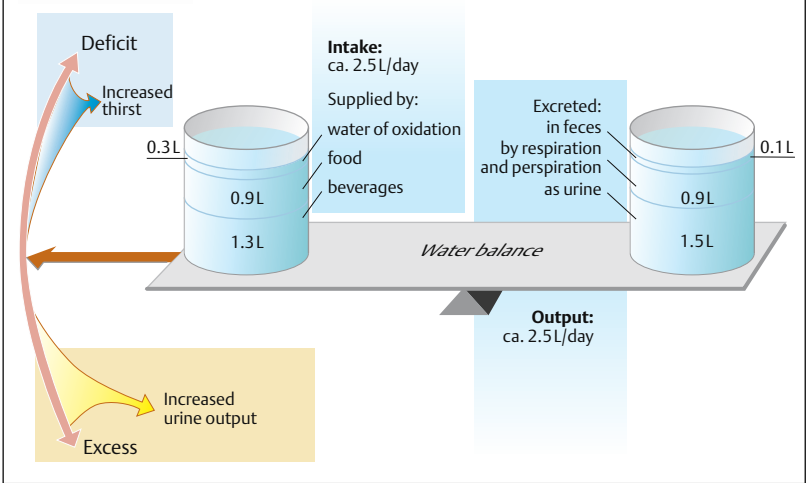 Deficit
Increased
thirst
Intake:
ca. 2.5 L/day
Supplied by:
water of oxidation
food
beverages
0.3 L
0.9 L
1.3 L
Excreted:
in feces
by respiration
and perspiration
as urine
0.1 L
0.9 L
1.5 L
Water balance
Output:
ca. 2.5 L/day
Increased
urine output
Excess